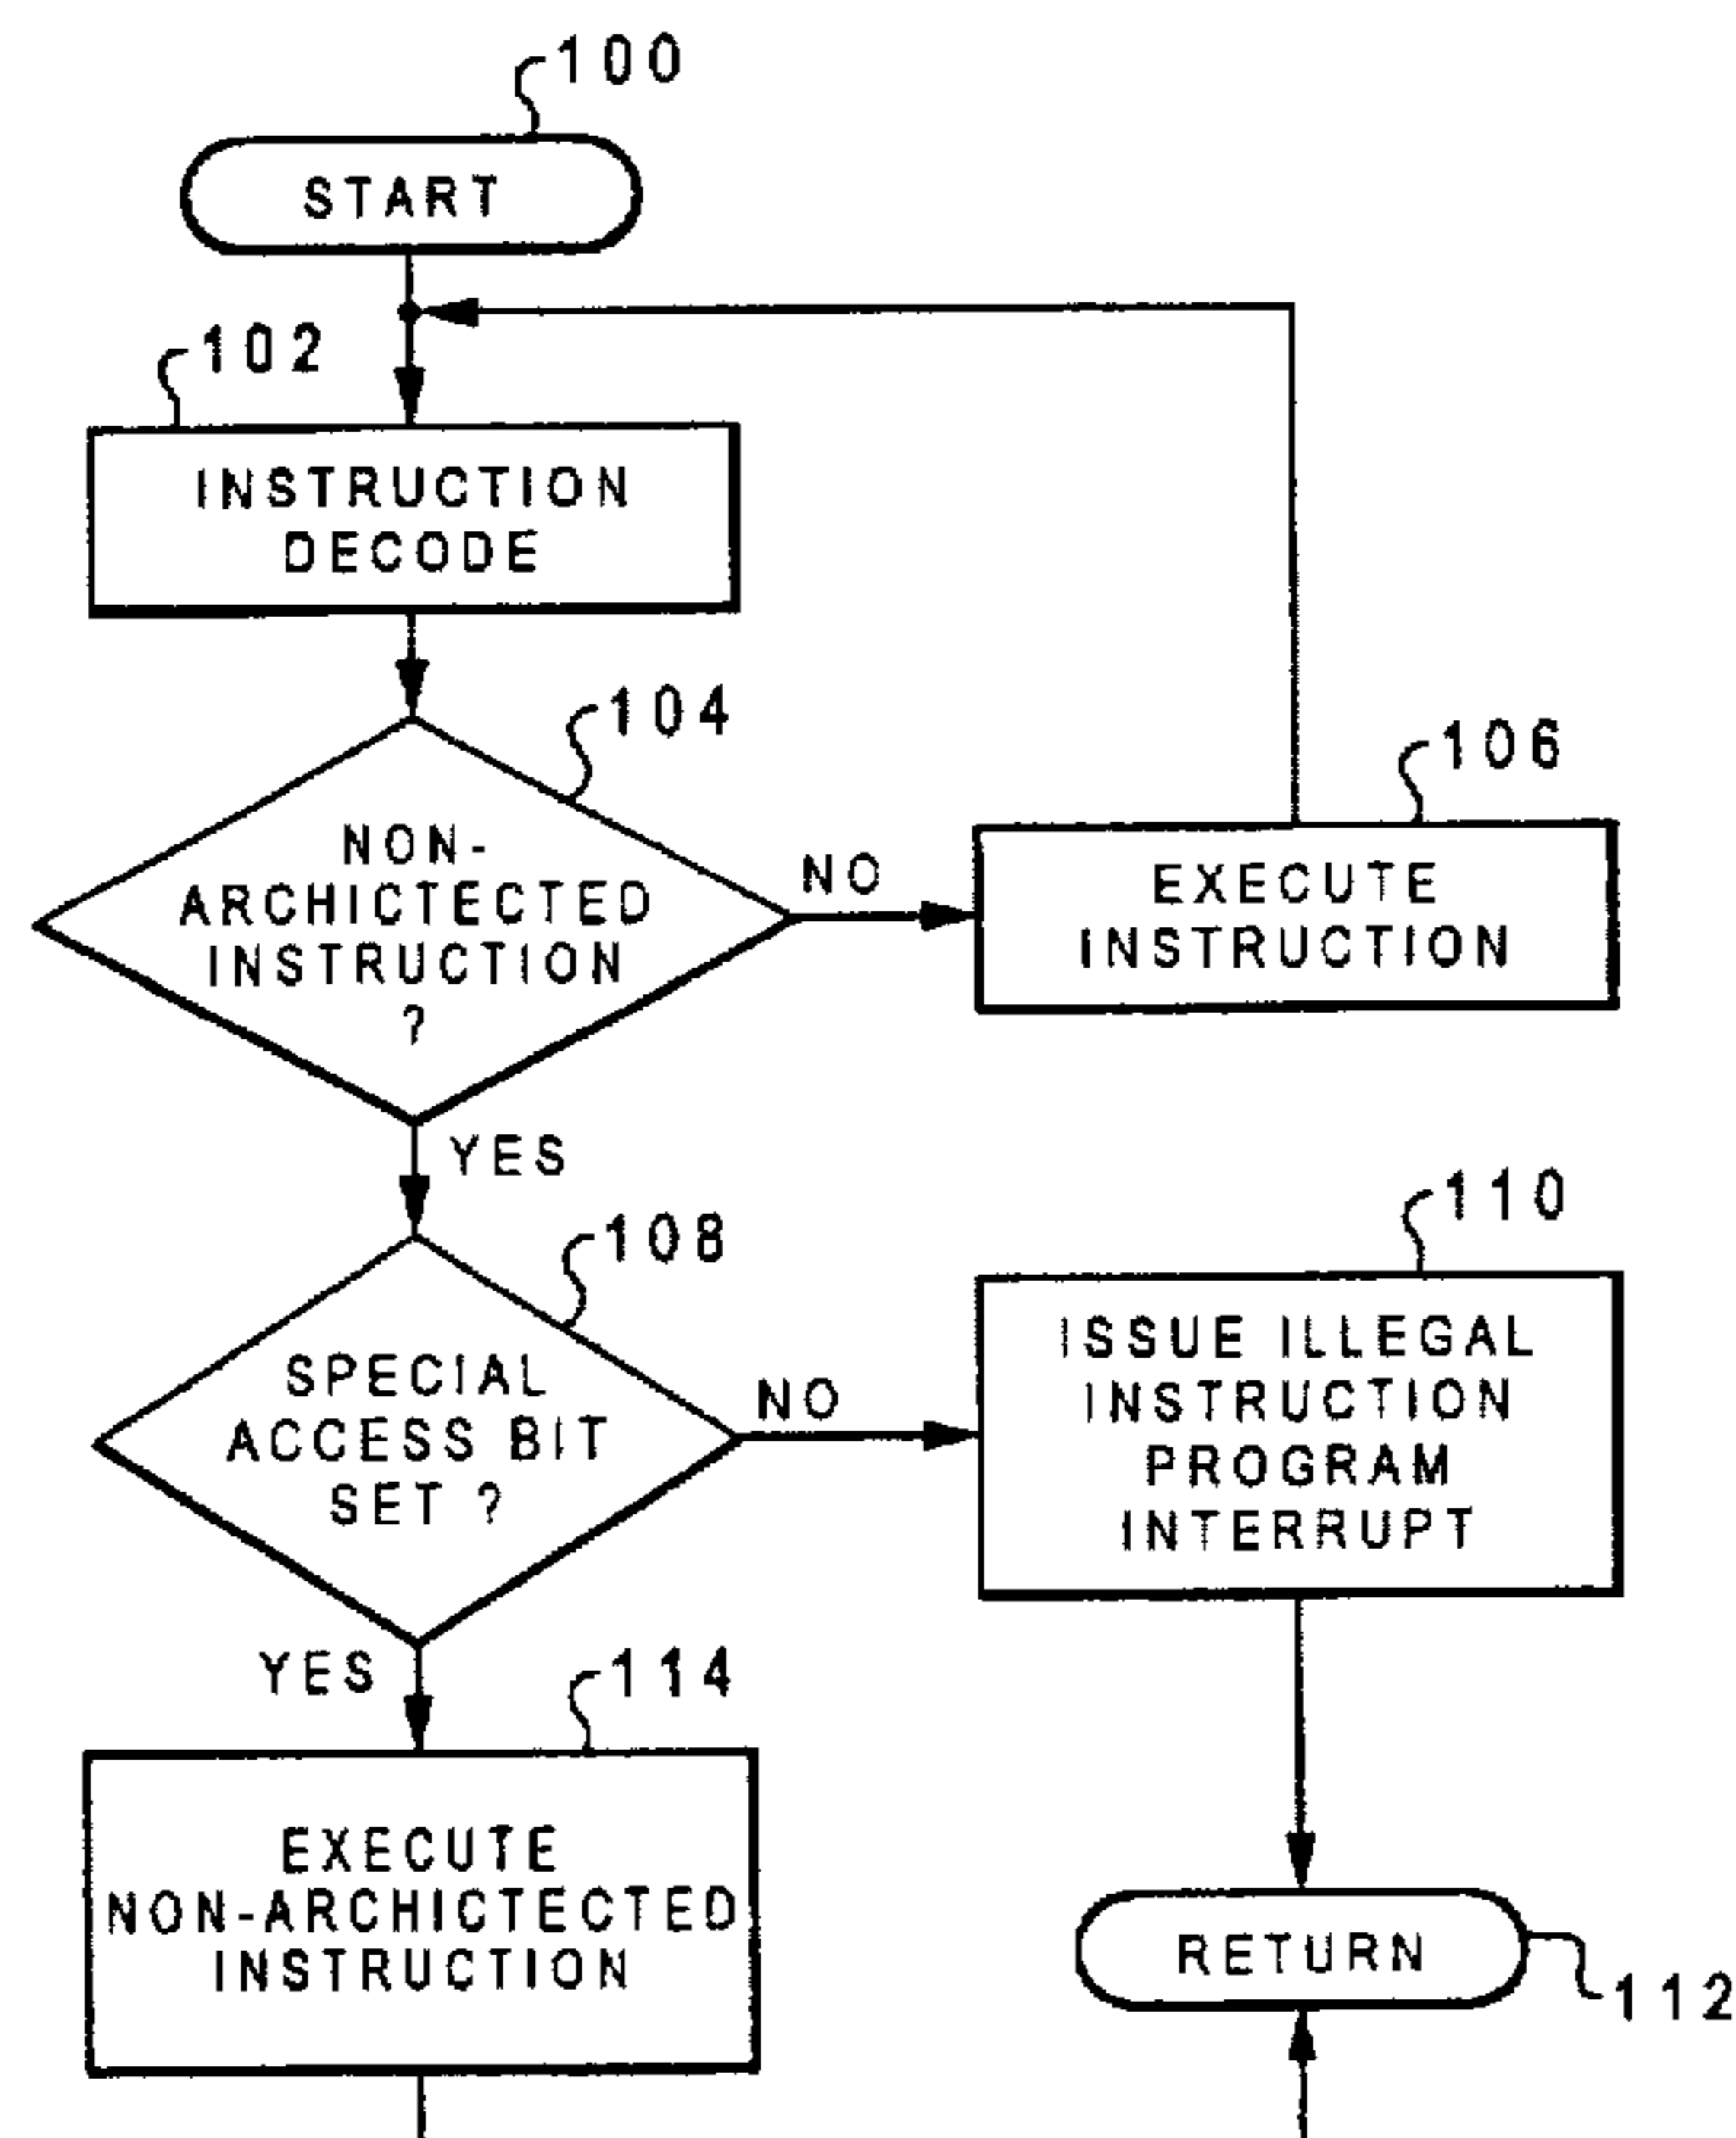 100
START
102
INSTRUCTION
DECODE
104
NON-
ARCHICTECTED
INSTRUCTION
?
NO
106
EXECUTE
INSTRUCTION
YES
108
SPECIAL
ACCESS BIT
SET ?
NO
110
ISSUE ILLEGAL
INSTRUCTION
PROGRAM
INTERRUPT
YES
114
EXECUTE
NON-ARCHICTECTED
INSTRUCTION
RETURN
112